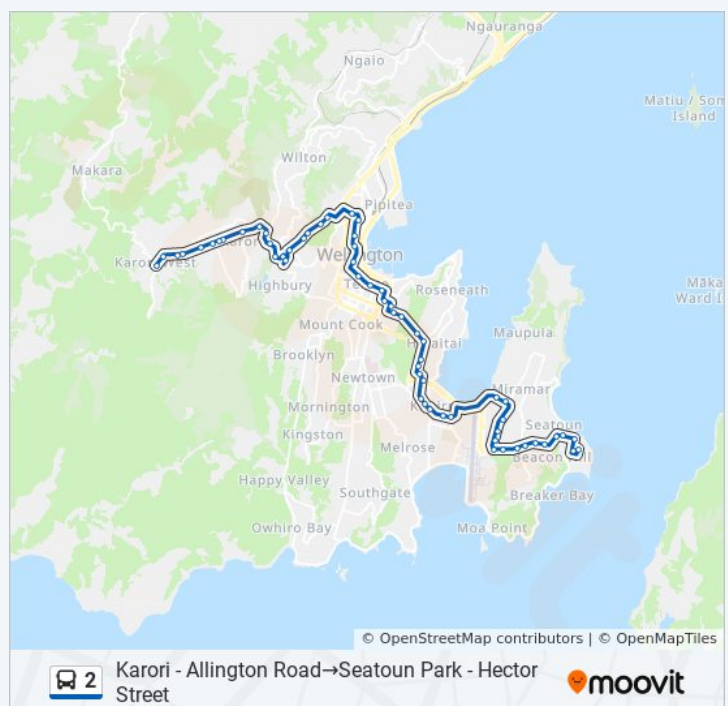 Ngauranga
Ngaio
Matiu / Som
Island
Wilton
Makara
Pipitea
Karori West
Wellington
Highbury
Roseneath
Māka
Ward I
Mount Cook
Hataitai
Maupuia
Brooklyn
Newtown
Miramar
Mornington
Kingston
Seatoun
Melrose
Beacon Hill
Happy Valley
Southgate
Breaker Bay
Owhiro Bay
Moa Point
© OpenStreetMap contributors | © OpenMapTiles
2 Karori - Allington Road→Seatoun Park - Hector
Street
moovit